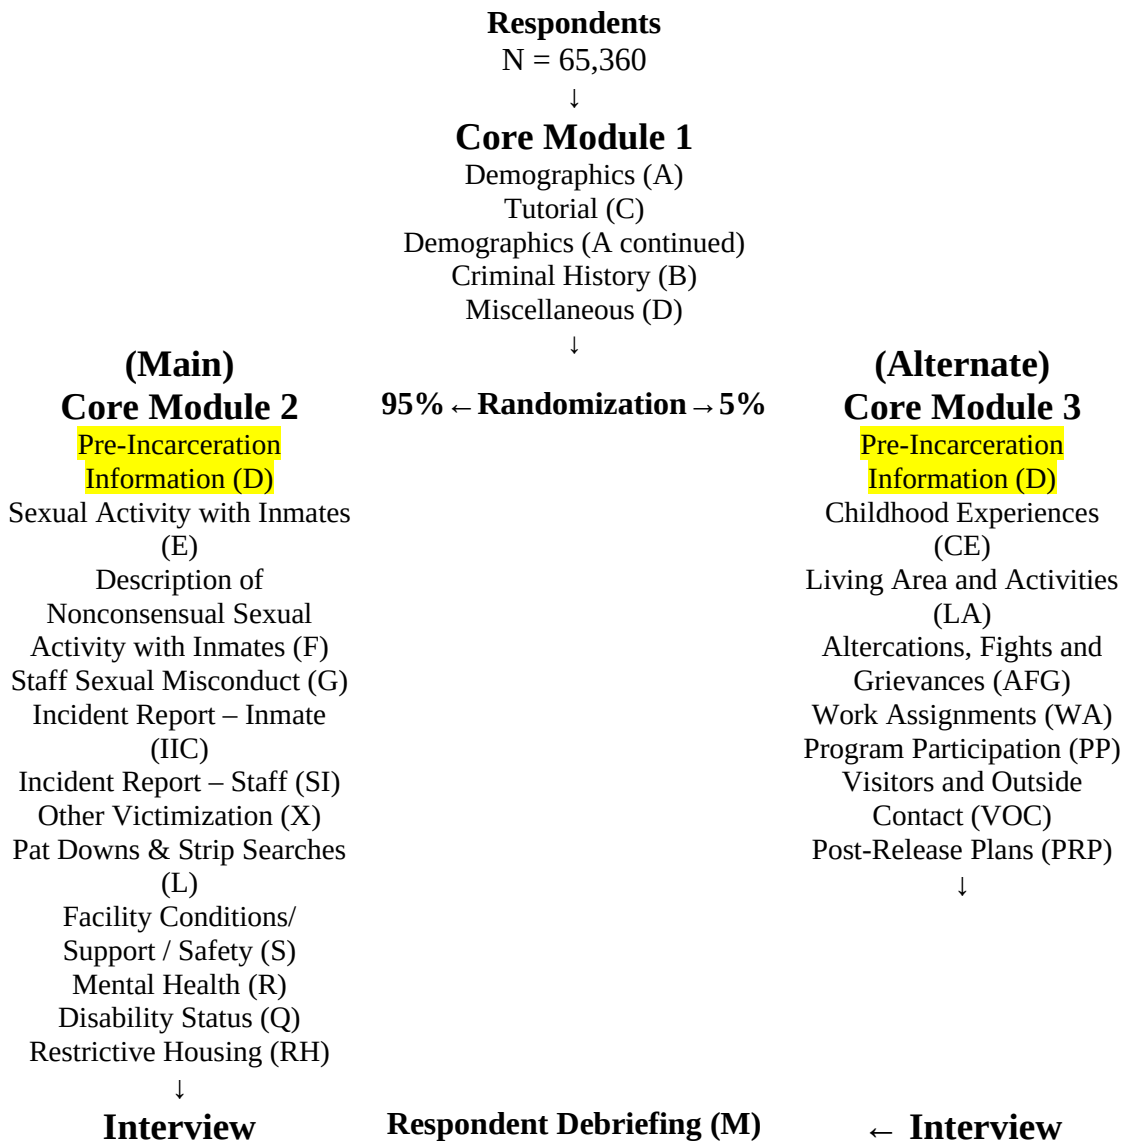 Respondents
N = 65,360
↓
Core Module 1
Demographics (A)
Tutorial (C)
Demographics (A continued)
Criminal History (B)
Miscellaneous (D)
↓
(Main)
Core Module 2
Pre-Incarceration
Information (D)
Sexual Activity with Inmates
(E)
Description of
Nonconsensual Sexual
Activity with Inmates (F)
Staff Sexual Misconduct (G)
Incident Report – Inmate
(IIC)
Incident Report – Staff (SI)
Other Victimization (X)
Pat Downs & Strip Searches
(L)
Facility Conditions/
Support / Safety (S)
Mental Health (R)
Disability Status (Q)
Restrictive Housing (RH)
↓
Interview
95%←Randomization→5%
Respondent Debriefing (M)
(Alternate)
Core Module 3
Pre-Incarceration
Information (D)
Childhood Experiences
(CE)
Living Area and Activities
(LA)
Altercations, Fights and
Grievances (AFG)
Work Assignments (WA)
Program Participation (PP)
Visitors and Outside
Contact (VOC)
Post-Release Plans (PRP)
↓
← Interview